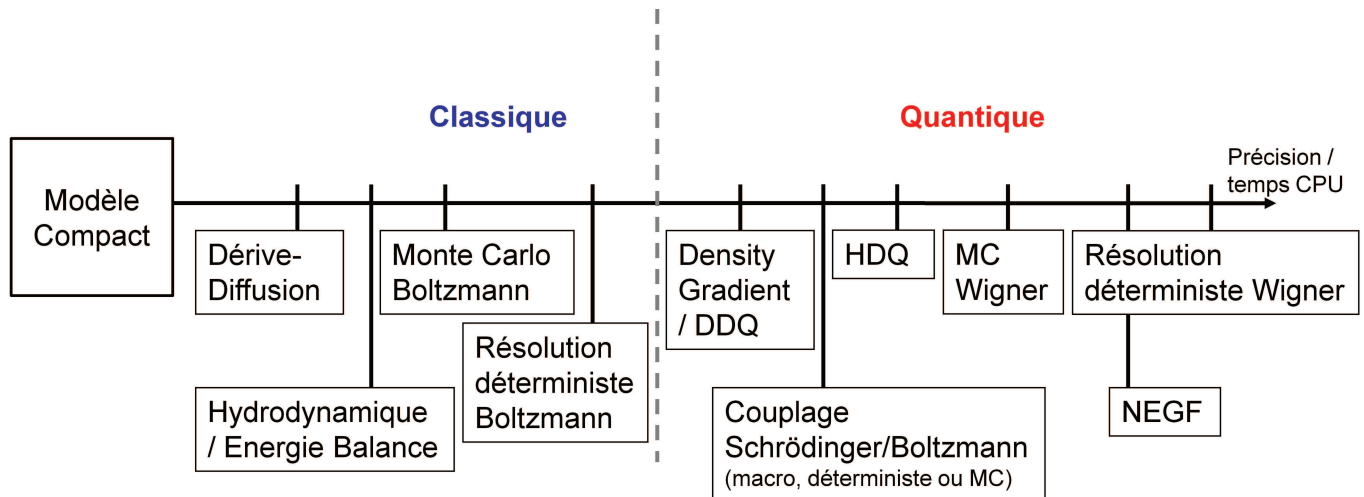 Classique
Quantique
Précision /
temps CPU
Modèle
Compact
Dérive-
Diffusion
Monte Carlo
Boltzmann
Density
Gradient
/ DDQ
HDQ
MC
Wigner
Résolution
déterministe Wigner
Résolution
déterministe
Boltzmann
Hydrodynamique
/ Energie Balance
Couplage
Schrödinger/Boltzmann
(macro, déterministe ou MC)
NEGF